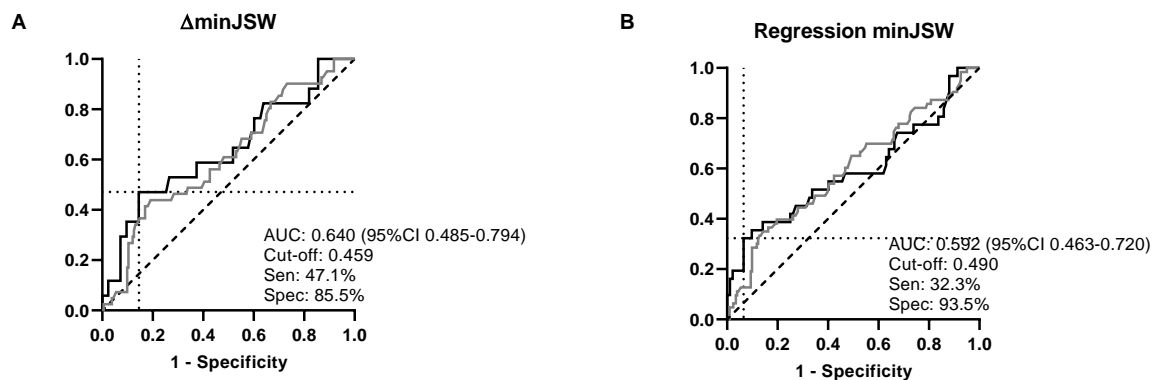 A
ΔminJSW
1.0
0.8
0.6
0.4
0.2
0.0
AUC: 0.640 (95%CI 0.485-0.794)
Cut-off: 0.459
Sen: 47.1%
Spec: 85.5%
0.0 0.2 0.4 0.6 0.8 1.0
1 - Specificity
B
Regression minJSW
1.0
0.8
0.6
0.4
0.2
0.0
AUC: 0.592 (95%CI 0.463-0.720)
Cut-off: 0.490
Sen: 32.3%
Spec: 93.5%
0.0 0.2 0.4 0.6 0.8 1.0
1 - Specificity